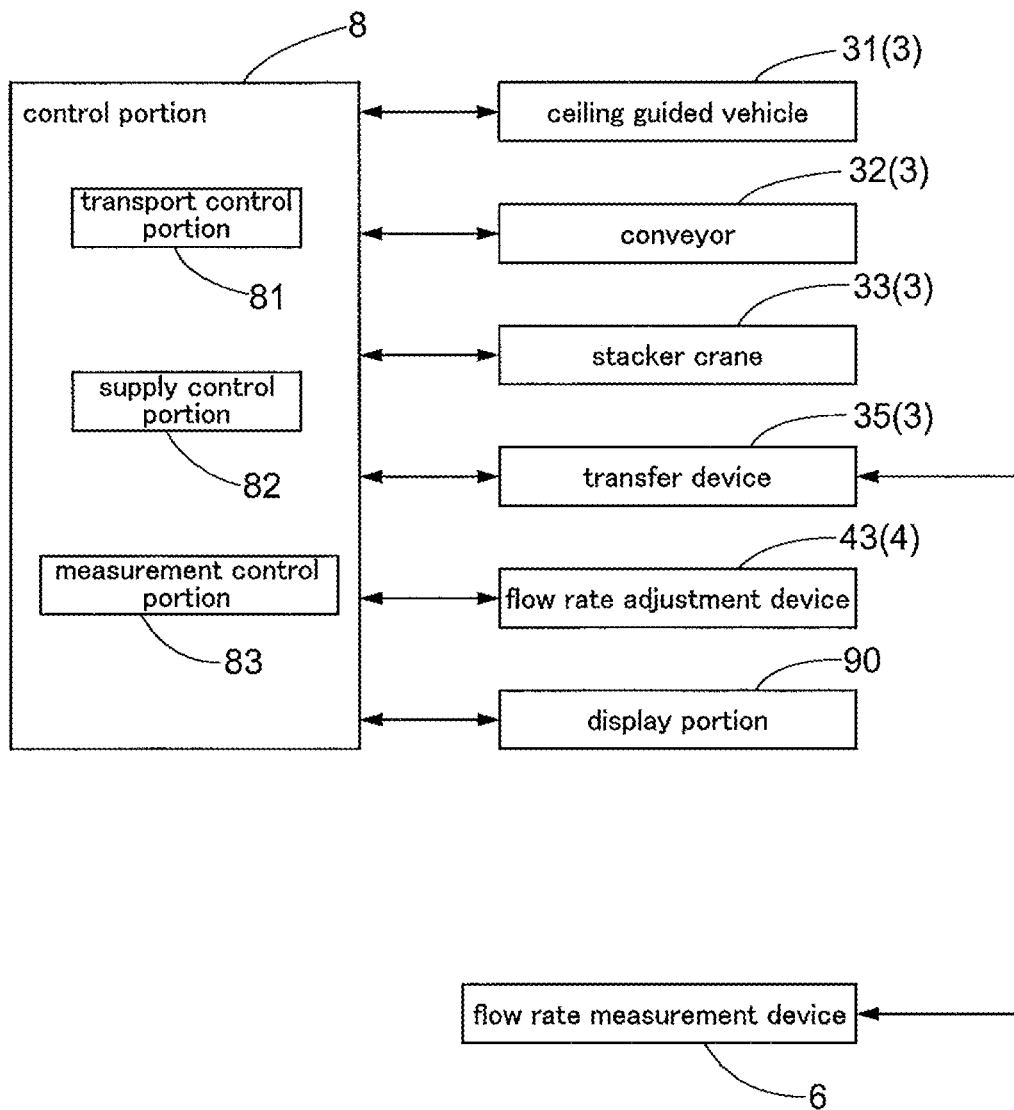 8
control portion
transport control
portion
81
supply control
portion
82
measurement control
portion
83
31(3)
ceiling guided vehicle
32(3)
conveyor
33(3)
stacker crane
35(3)
transfer device
43(4)
flow rate adjustment device
90
display portion
flow rate measurement device
6